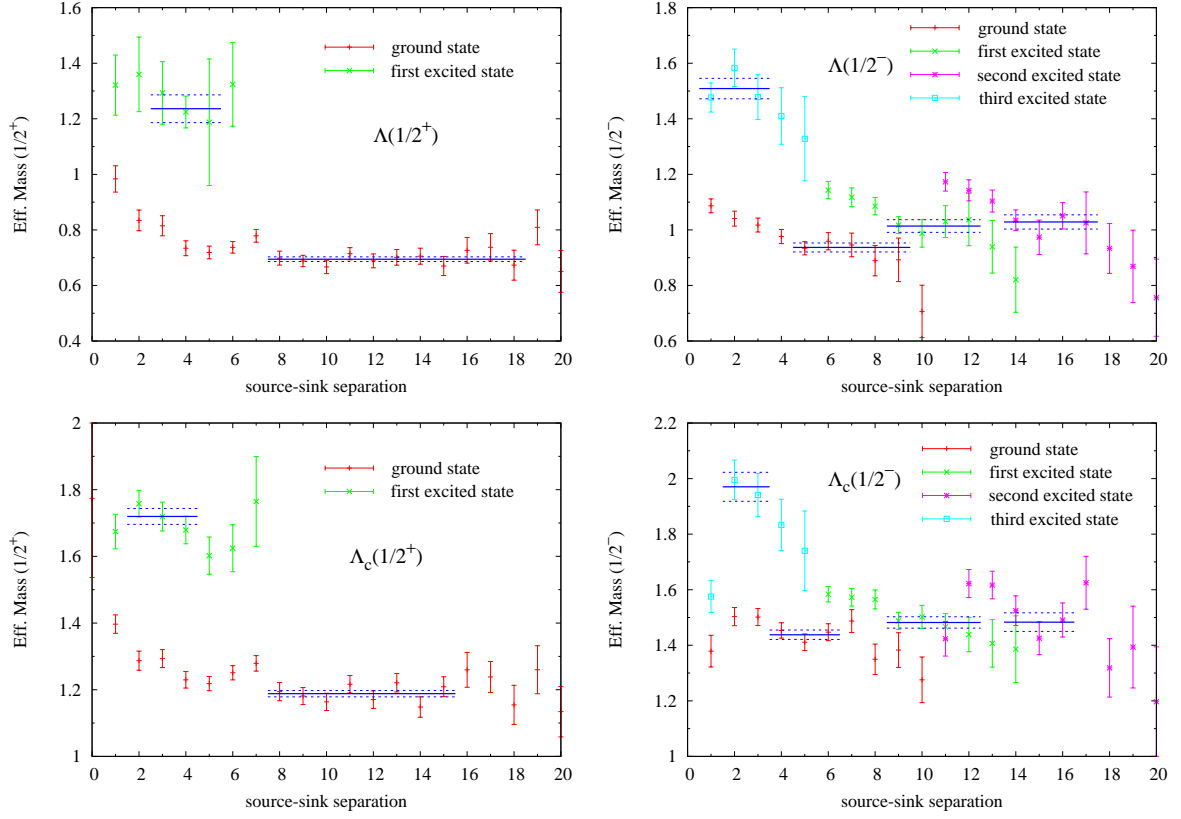 1.6
1.4
1.2
1
0.8
0.6
0.4
0 2 4 6 8 10 12 14 16 18 20
Eff. Mass (1/2⁺)
source-sink separation
ground state
first excited state
Λ(1/2⁺)
1.8
1.6
1.4
1.2
1
0.8
0.6
0 2 4 6 8 10 12 14 16 18 20
Eff. Mass (1/2⁻)
source-sink separation
Λ(1/2⁻)
ground state
first excited state
second excited state
third excited state
2
1.8
1.6
1.4
1.2
1
0 2 4 6 8 10 12 14 16 18 20
Eff. Mass (1/2⁺)
source-sink separation
ground state
first excited state
Λc(1/2⁺)
2.2
2
1.8
1.6
1.4
1.2
1
0 2 4 6 8 10 12 14 16 18 20
Eff. Mass (1/2⁻)
source-sink separation
Λc(1/2⁻)
ground state
first excited state
second excited state
third excited state